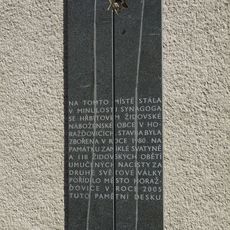 NA TOMTO MÍSTĚ STÁLA
V MINULOSTI SYNAGOGA
SE HŘBITOVEM ŽIDOVSKÉ
NÁBOŽENSKÉ OBCE V HO-
RAŽĎOVICÍCH. STAVBA BYLA
ZBOŘENA V ROCE 1980. NA
PAMÁTKU ZANIKLÉ SVATYNĚ
A 118 ŽIDOVSKÝCH OBĚTÍ
UMUČENÝCH NACISTY ZA
DRUHÉ SVĚTOVÉ VÁLKY
POŘÍDILO MĚSTO HORAŽ-
ĎOVICE V ROCE 2005
TUTO PAMĚTNÍ DESKU.